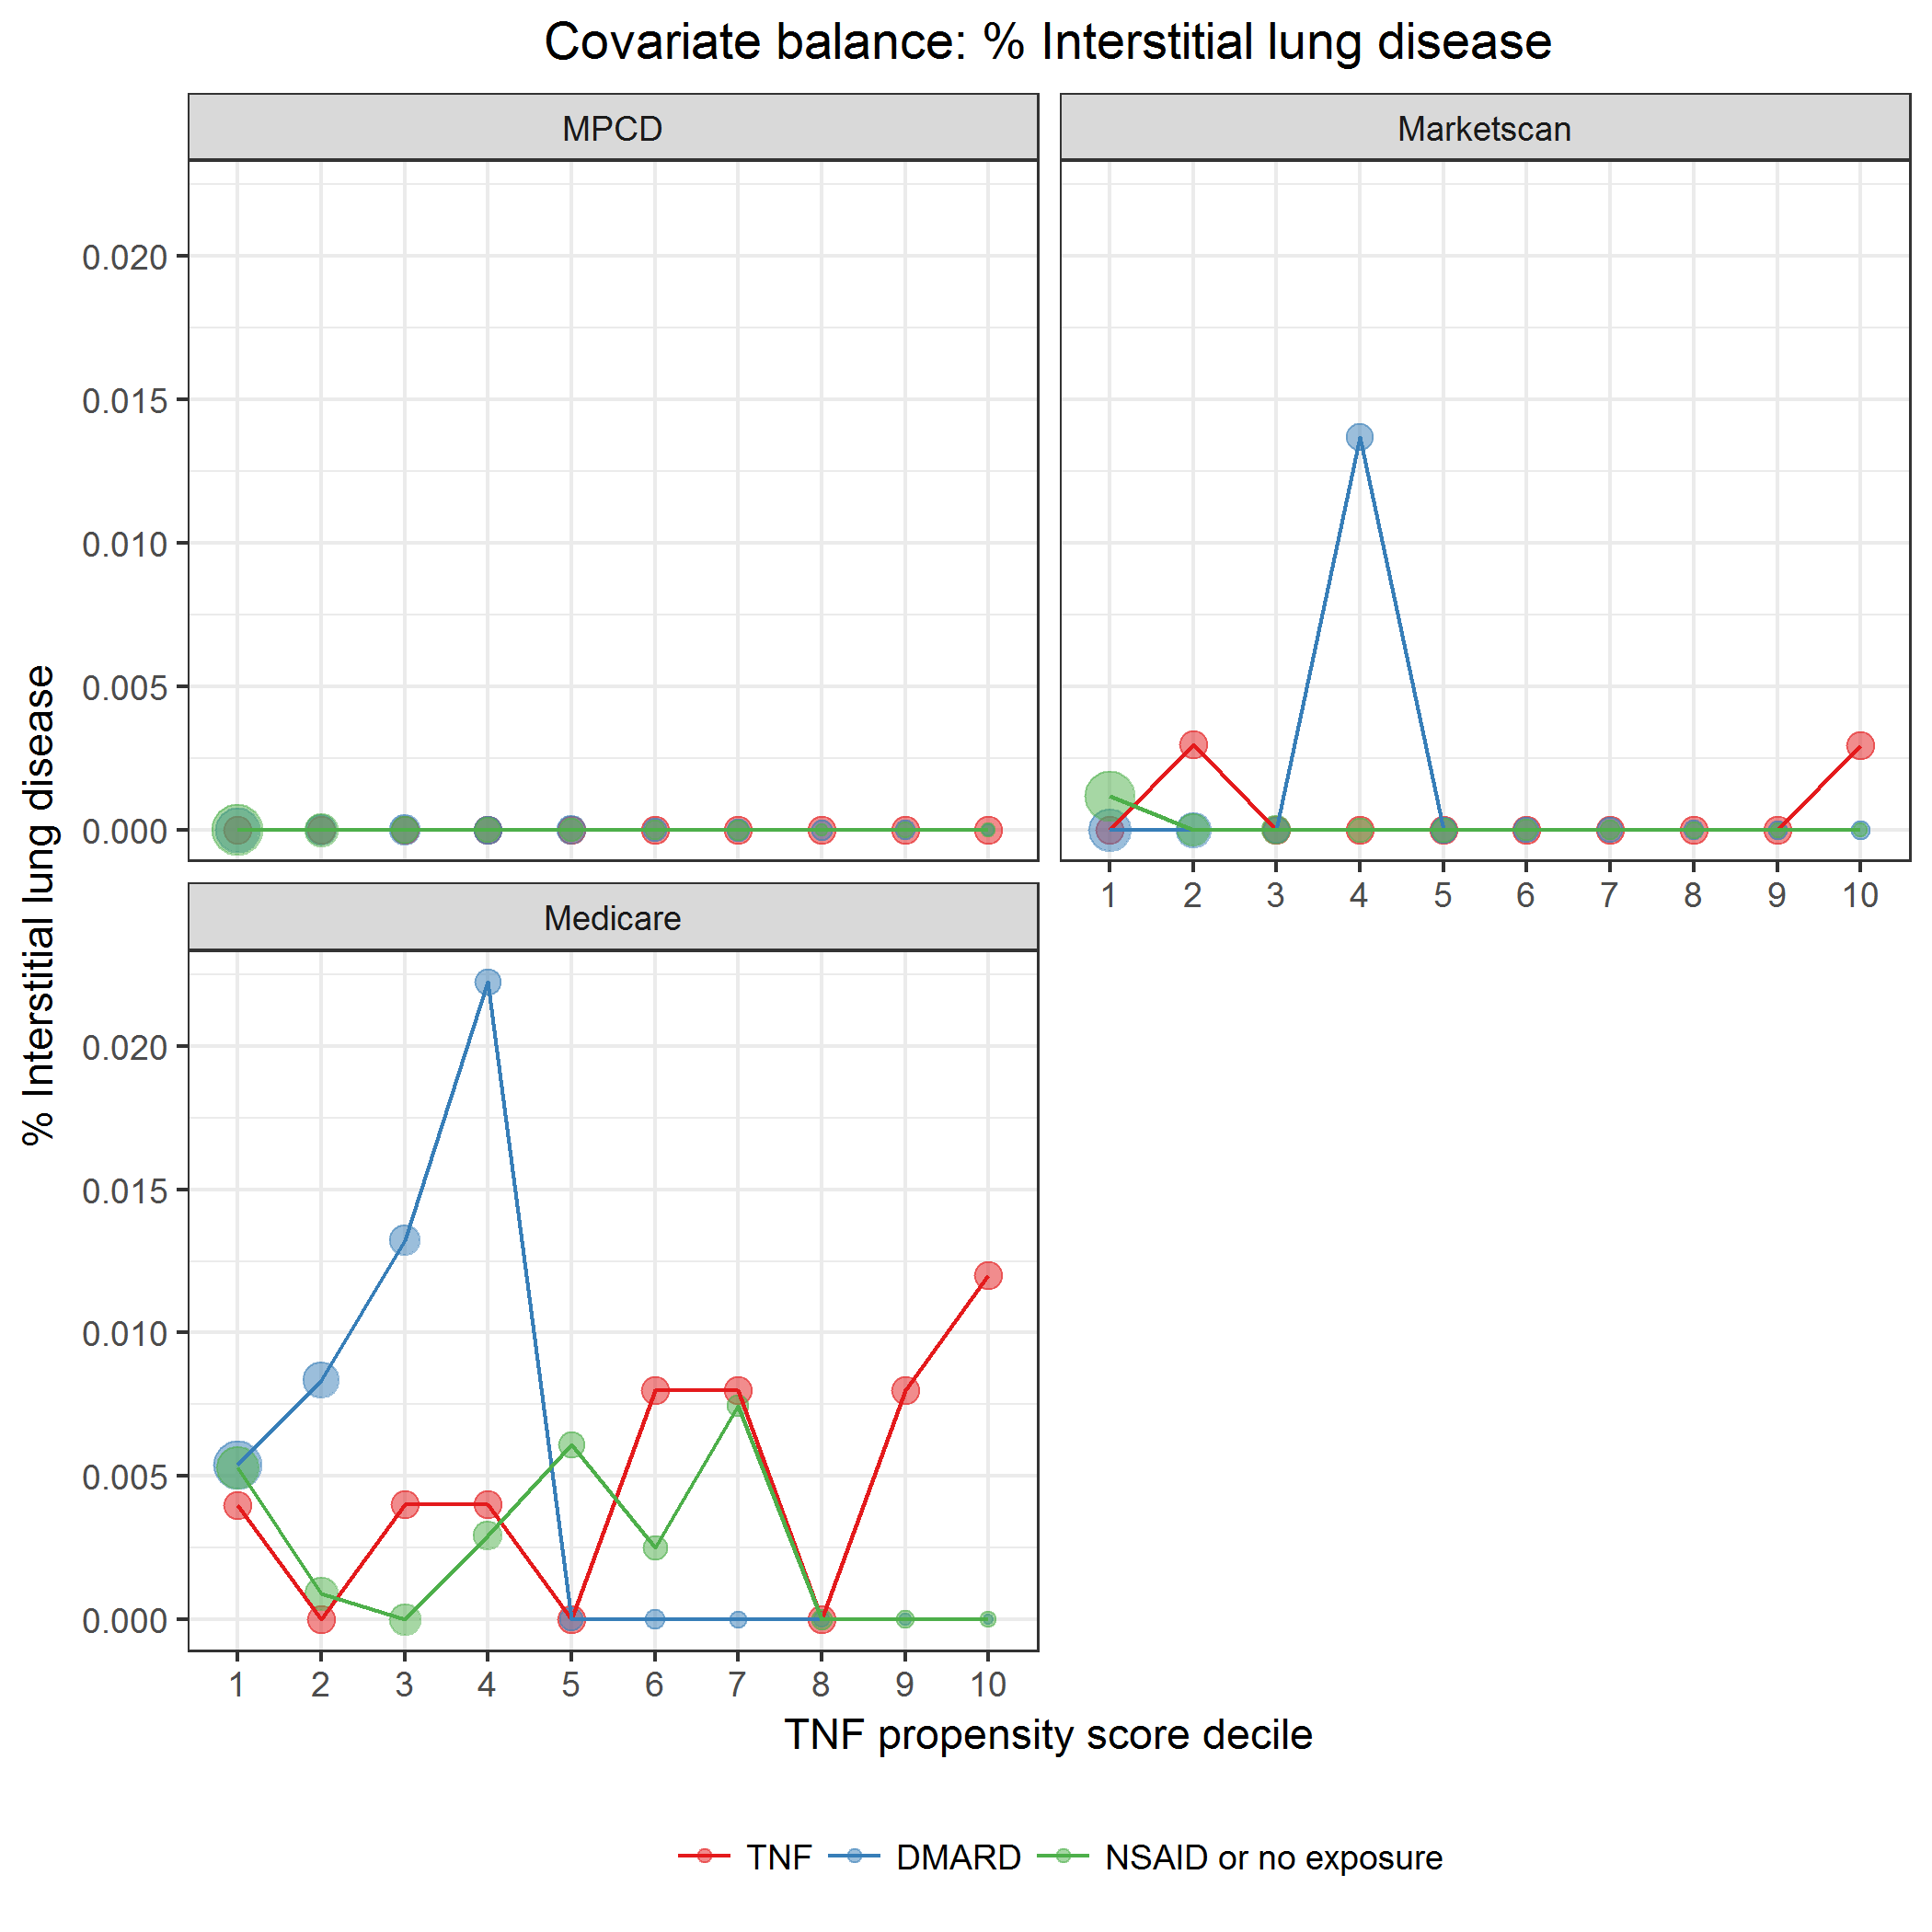 Covariate balance: % Interstitial lung disease
MPCD
Marketscan
% Interstitial lung disease
0.020
0.015
0.010
0.005
0.000
1 2 3 4 5 6 7 8 9 10
Medicare
0.020
0.015
0.010
0.005
0.000
1 2 3 4 5 6 7 8 9 10
TNF propensity score decile
TNF DMARD NSAID or no exposure